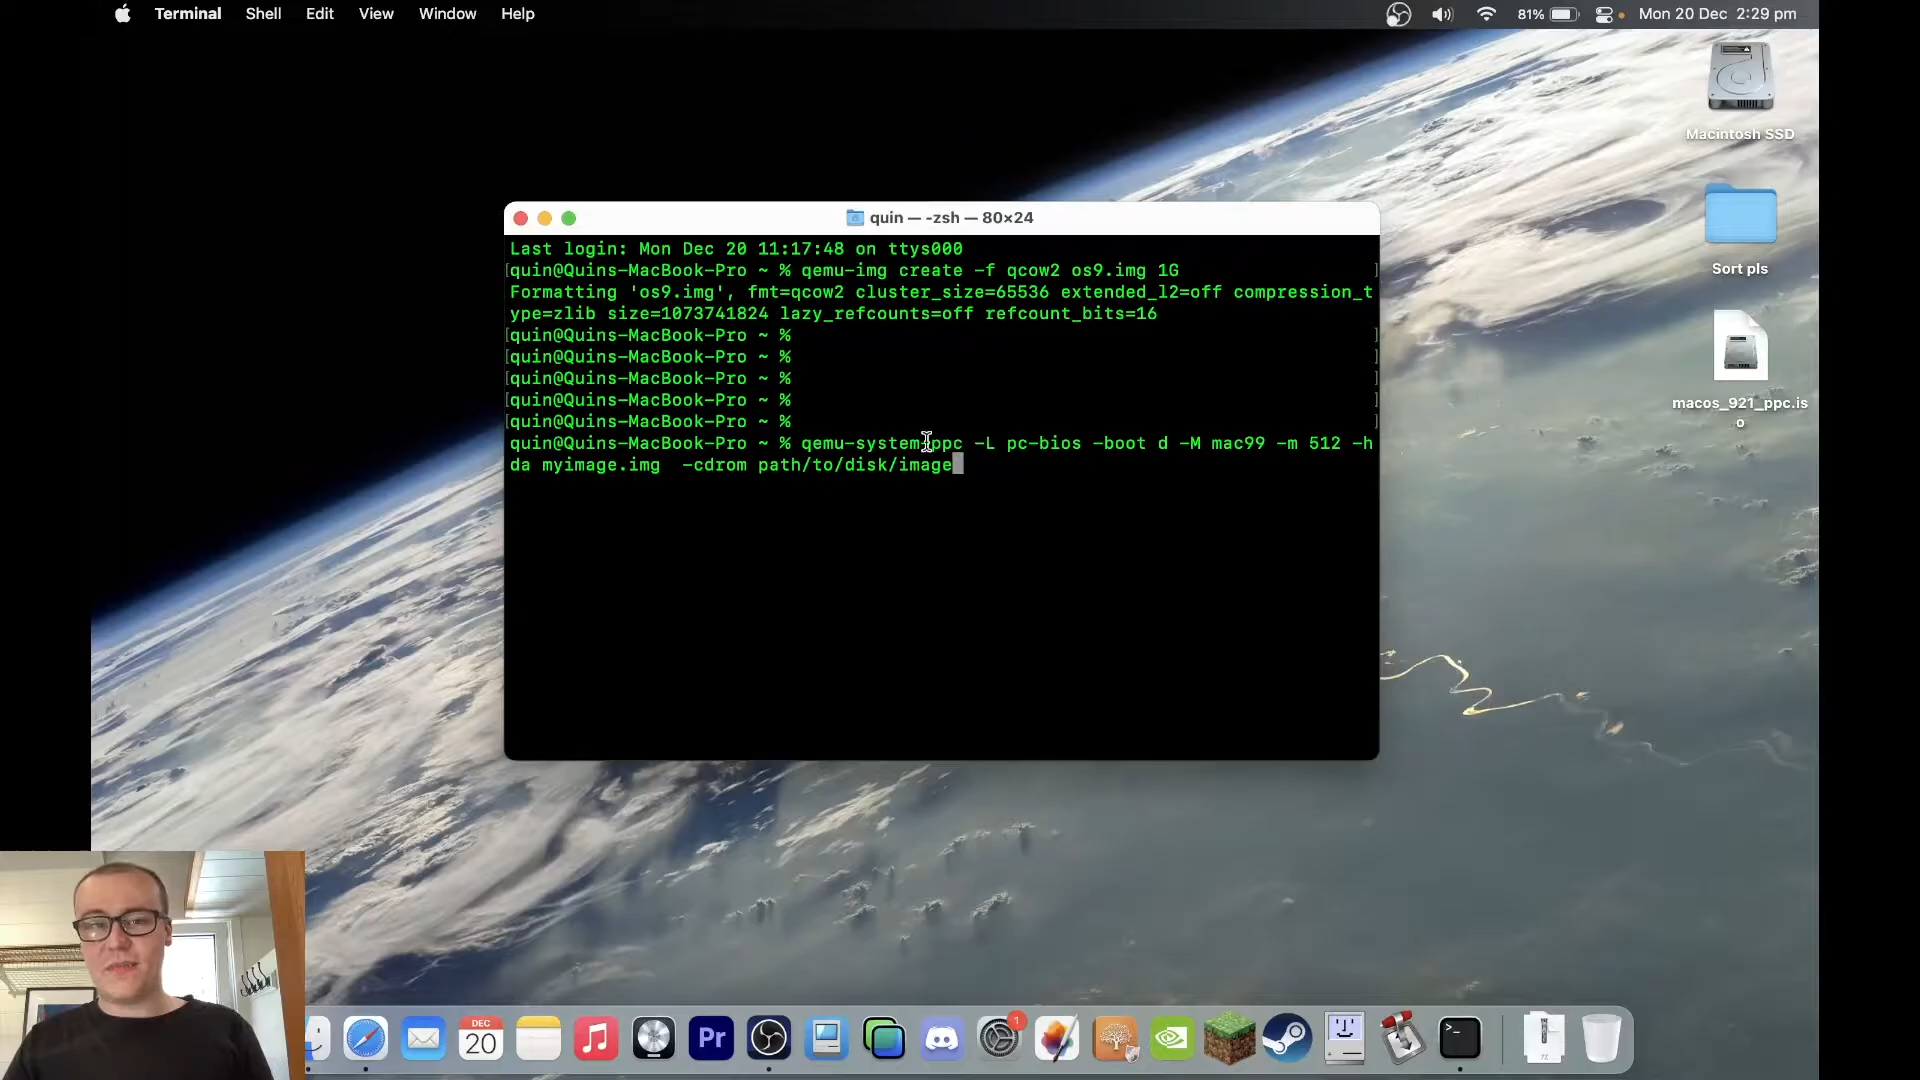 Terminal Shell Edit View Window Help 81% Mon 20 Dec 2:29 pm
Macintosh SSD
quin — -zsh — 80×24
Last login: Mon Dec 20 11:17:48 on ttys000
[quin@Quins-MacBook-Pro ~ % qemu-img create -f qcow2 os9.img 1G ]
Formatting 'os9.img', fmt=qcow2 cluster_size=65536 extended_l2=off compression_t
ype=zlib size=1073741824 lazy_refcounts=off refcount_bits=16
[quin@Quins-MacBook-Pro ~ % ]
[quin@Quins-MacBook-Pro ~ % ]
[quin@Quins-MacBook-Pro ~ % ]
[quin@Quins-MacBook-Pro ~ % ]
[quin@Quins-MacBook-Pro ~ % ]
quin@Quins-MacBook-Pro ~ % qemu-system-ppc -L pc-bios -boot d -M mac99 -m 512 -h
da myimage.img  -cdrom path/to/disk/image
Sort pls
macos_921_ppc.is
o
DEC
20
Pr
1
>_